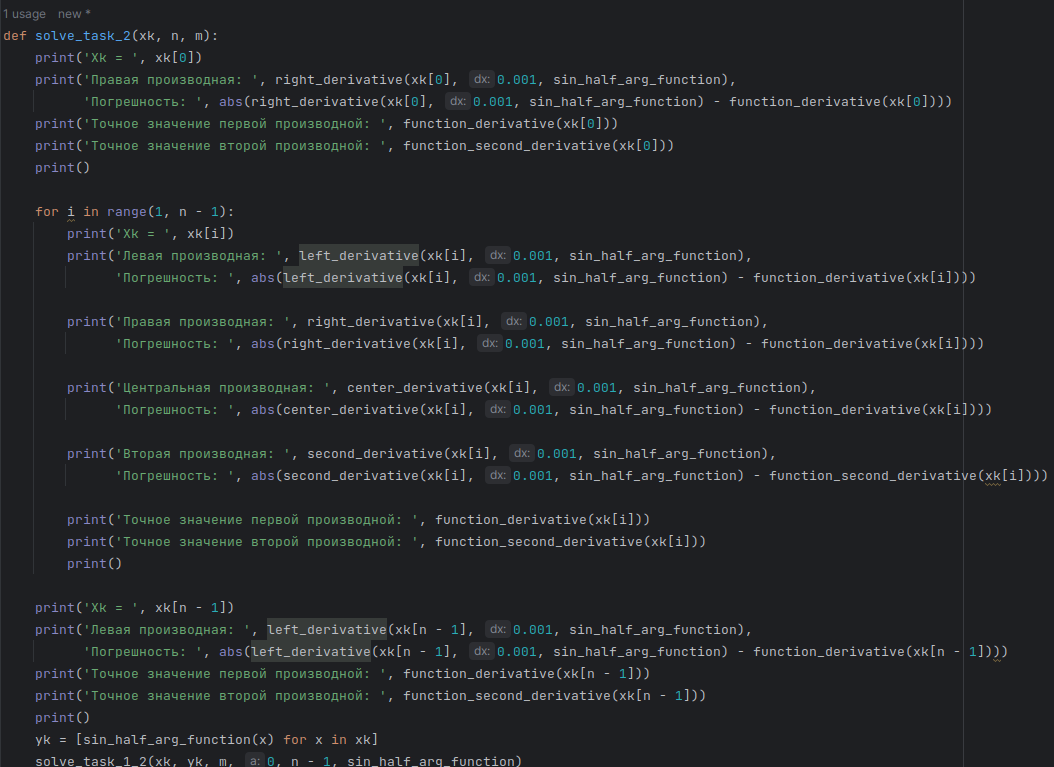 1 usage   new *
def solve_task_2(xk, n, m):
    print('Xk = ', xk[0])
    print('Правая производная: ', right_derivative(xk[0], dx: 0.001, sin_half_arg_function),
          'Погрешность: ', abs(right_derivative(xk[0], dx: 0.001, sin_half_arg_function) - function_derivative(xk[0])))
    print('Точное значение первой производной: ', function_derivative(xk[0]))
    print('Точное значение второй производной: ', function_second_derivative(xk[0]))
    print()
    for i in range(1, n - 1):
        print('Xk = ', xk[i])
        print('Левая производная: ', left_derivative(xk[i], dx: 0.001, sin_half_arg_function),
              'Погрешность: ', abs(left_derivative(xk[i], dx: 0.001, sin_half_arg_function) - function_derivative(xk[i])))
        print('Правая производная: ', right_derivative(xk[i], dx: 0.001, sin_half_arg_function),
              'Погрешность: ', abs(right_derivative(xk[i], dx: 0.001, sin_half_arg_function) - function_derivative(xk[i])))
        print('Центральная производная: ', center_derivative(xk[i], dx: 0.001, sin_half_arg_function),
              'Погрешность: ', abs(center_derivative(xk[i], dx: 0.001, sin_half_arg_function) - function_derivative(xk[i])))
        print('Вторая производная: ', second_derivative(xk[i], dx: 0.001, sin_half_arg_function),
              'Погрешность: ', abs(second_derivative(xk[i], dx: 0.001, sin_half_arg_function) - function_second_derivative(xk[i])))
        print('Точное значение первой производной: ', function_derivative(xk[i]))
        print('Точное значение второй производной: ', function_second_derivative(xk[i]))
        print()
    print('Xk = ', xk[n - 1])
    print('Левая производная: ', left_derivative(xk[n - 1], dx: 0.001, sin_half_arg_function),
          'Погрешность: ', abs(left_derivative(xk[n - 1], dx: 0.001, sin_half_arg_function) - function_derivative(xk[n - 1])))
    print('Точное значение первой производной: ', function_derivative(xk[n - 1]))
    print('Точное значение второй производной: ', function_second_derivative(xk[n - 1]))
    print()
    yk = [sin_half_arg_function(x) for x in xk]
    solve_task_1_2(xk, yk, m, a: 0, n - 1, sin_half_arg_function)